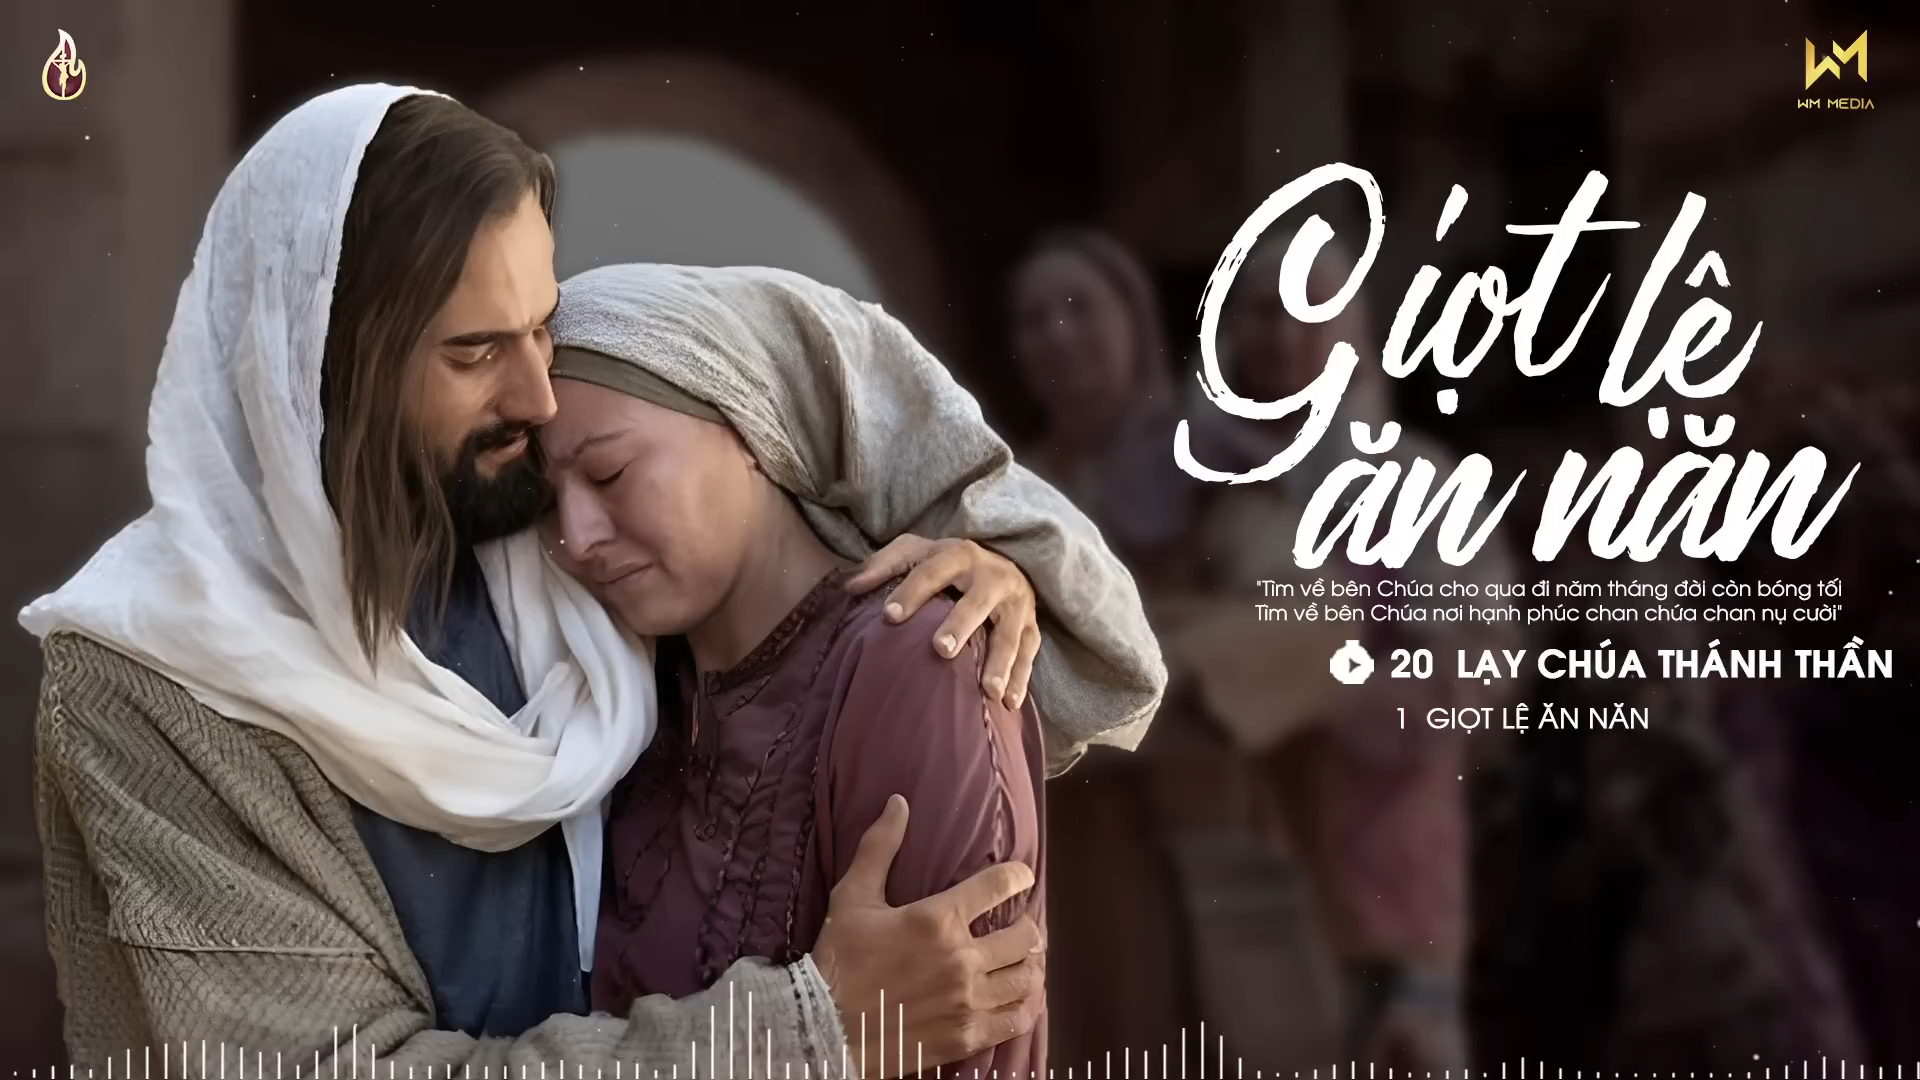 WM MEDIA
Giọt lệ
ăn năn
"Tìm về bên Chúa cho qua đi năm tháng đời còn bóng tối
Tìm về bên Chúa nơi hạnh phúc chan chứa chan nụ cười"
20 LẠY CHÚA THÁNH THẦN
1 GIỌT LỆ ĂN NĂN